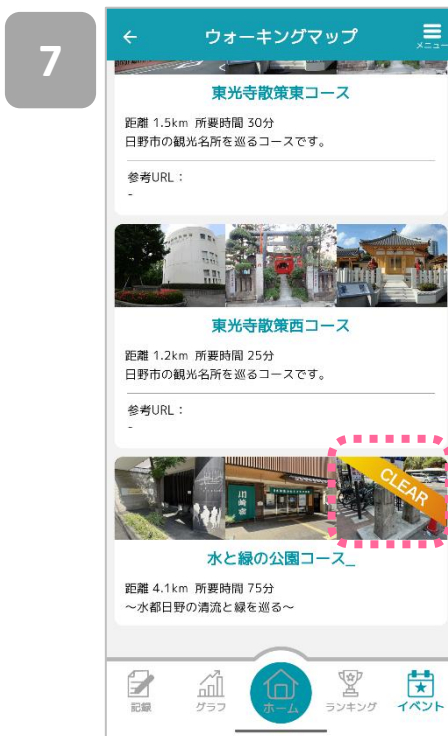 7
← ウォーキングマップ
メニュー
東光寺散策東コース
距離 1.5km 所要時間 30分
日野市の観光名所を巡るコースです。
参考URL：
-
東光寺散策西コース
距離 1.2km 所要時間 25分
日野市の観光名所を巡るコースです。
参考URL：
-
CLEAR
水と緑の公園コース_
距離 4.1km 所要時間 75分
～水都日野の清流と緑を巡る～
記録 グラフ ホーム ランキング イベント